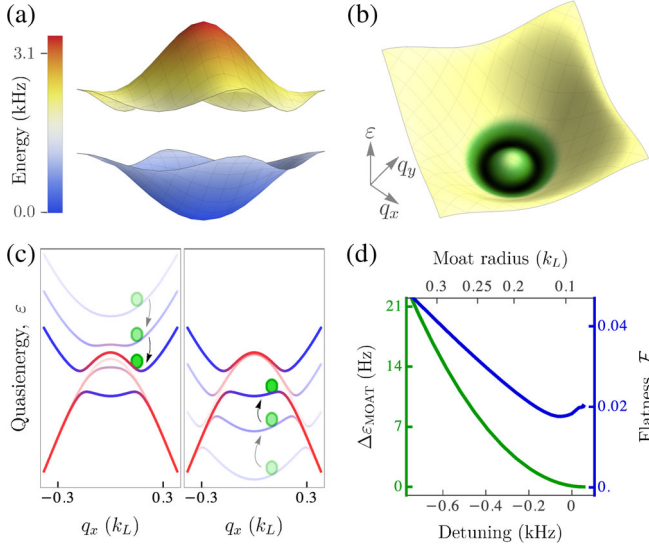 (a)
3.1
Energy (kHz)
0.0
(b)
ε
q_y
q_x
(c)
Quasienergy, ε
−0.3 0.3
q_x (k_L)
−0.3 0.3
q_x (k_L)
(d)
Moat radius (k_L)
0.3 0.25 0.2 0.1
21
14
7
0
Δε_MOAT (Hz)
0.04
0.02
0.
Flatness, F
−0.6 −0.4 −0.2 0
Detuning (kHz)